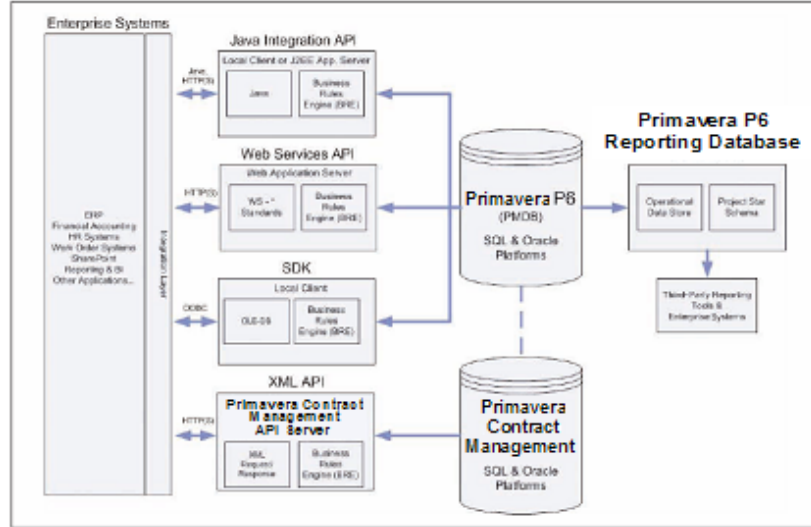 Enterprise Systems
ERP
Financial Accounting
HR Systems
Work Order Systems
SharePoint
Reporting & BI
Other Applications...
Integration Layer
Java Integration API
Local Client or J2EE App. Server
Java,
HTTP(S)
Java
Business
Rules
Engine (BRE)
Web Services API
Web Application Server
HTTP(S)
WS - *
Standards
Business
Rules
Engine (BRE)
SDK
Local Client
ODBC
OLE-DB
Business
Rules
Engine (BRE)
XML API
Primavera Contract
Management
API Server
HTTP(S)
XML
Request
Response
Business
Rules
Engine (BRE)
Primavera P6
(PMDB)
SQL & Oracle
Platforms
Primavera
Contract
Management
SQL & Oracle
Platforms
Primavera P6
Reporting Database
Operational
Data Store
Project Star
Schema
Third-Party Reporting
Tools &
Enterprise Systems